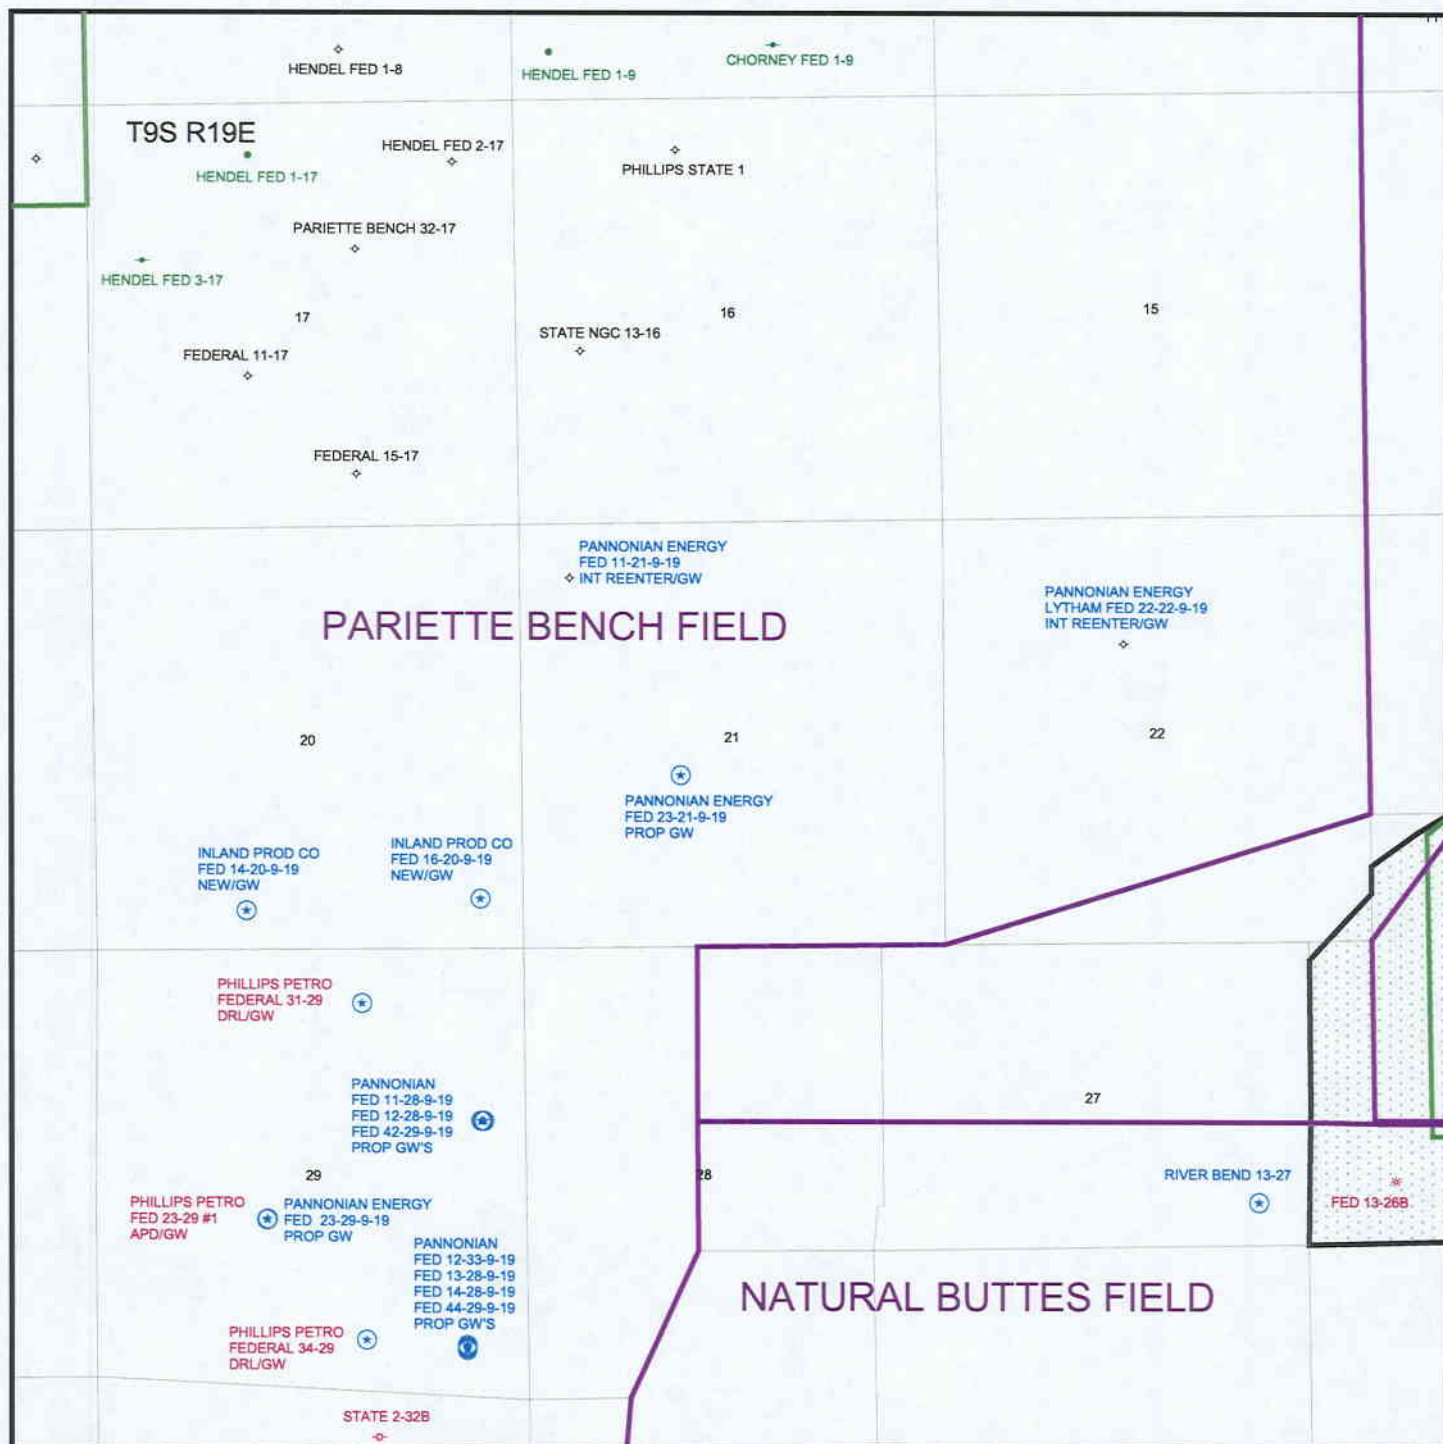 HENDEL FED 1-8
HENDEL FED 1-9
CHORNEY FED 1-9
T9S R19E
HENDEL FED 1-17
HENDEL FED 2-17
PHILLIPS STATE 1
PARIETTE BENCH 32-17
HENDEL FED 3-17
17
16
15
STATE NGC 13-16
FEDERAL 11-17
FEDERAL 15-17
PANNONIAN ENERGY
FED 11-21-9-19
INT REENTER/GW
PANNONIAN ENERGY
LYTHAM FED 22-22-9-19
INT REENTER/GW
PARIETTE BENCH FIELD
20
21
22
PANNONIAN ENERGY
FED 23-21-9-19
PROP GW
INLAND PROD CO
FED 14-20-9-19
NEW/GW
INLAND PROD CO
FED 16-20-9-19
NEW/GW
PHILLIPS PETRO
FEDERAL 31-29
DRL/GW
PANNONIAN
FED 11-28-9-19
FED 12-28-9-19
FED 42-29-9-19
PROP GW'S
27
29
28
RIVER BEND 13-27
FED 13-26B
PHILLIPS PETRO
FED 23-29 #1
APD/GW
PANNONIAN ENERGY
FED 23-29-9-19
PROP GW
PANNONIAN
FED 12-33-9-19
FED 13-28-9-19
FED 14-28-9-19
FED 44-29-9-19
PROP GW'S
NATURAL BUTTES FIELD
PHILLIPS PETRO
FEDERAL 34-29
DRL/GW
STATE 2-32B